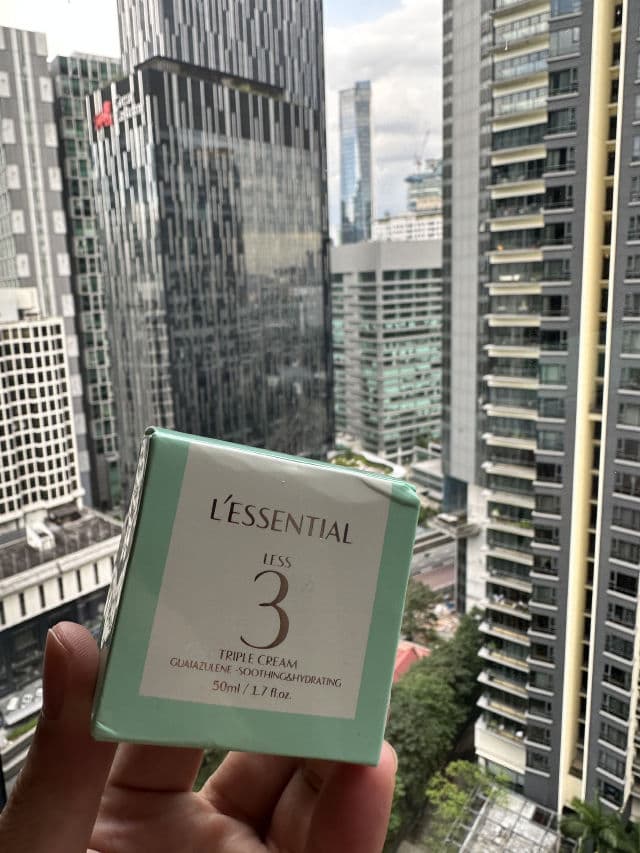 L'ESSENTIAL
LESS
3
TRIPLE CREAM
GUAIAZULENE -SOOTHING&HYDRATING
50ml / 1.7 fl.oz.